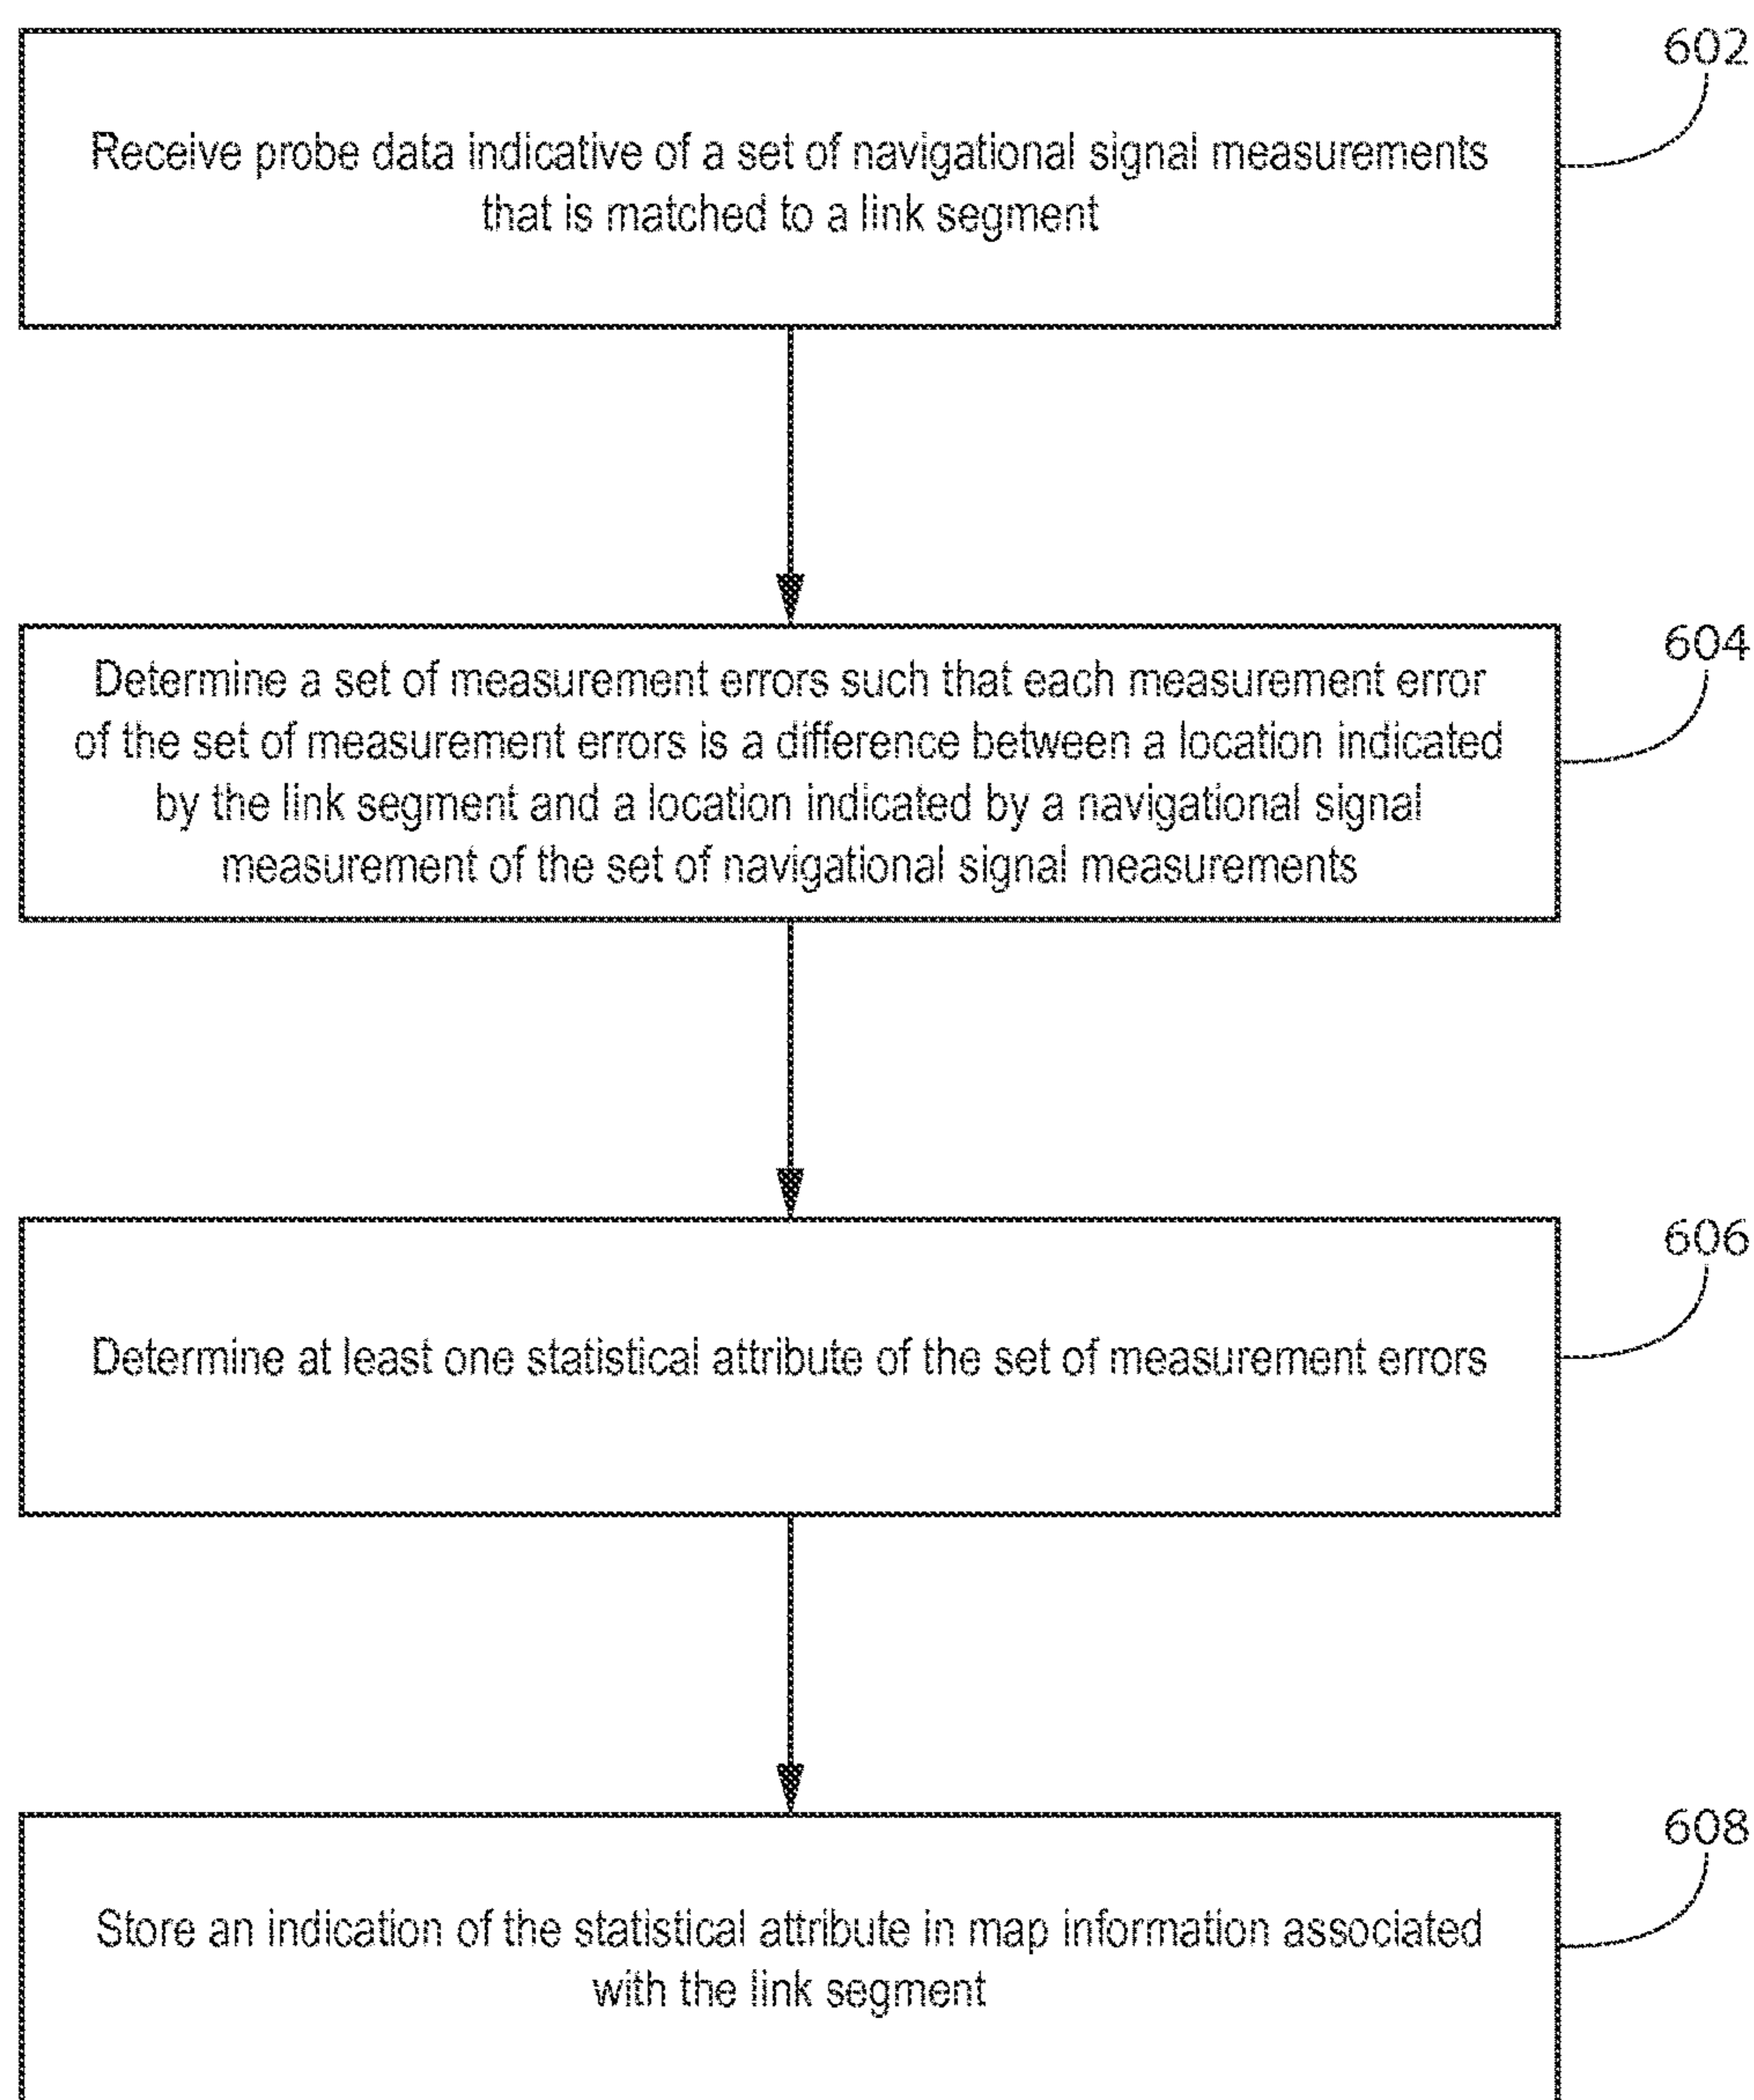 602
Receive probe data indicative of a set of navigational signal measurements
that is matched to a link segment
604
Determine a set of measurement errors such that each measurement error
of the set of measurement errors is a difference between a location indicated
by the link segment and a location indicated by a navigational signal
measurement of the set of navigational signal measurements
606
Determine at least one statistical attribute of the set of measurement errors
608
Store an indication of the statistical attribute in map information associated
with the link segment